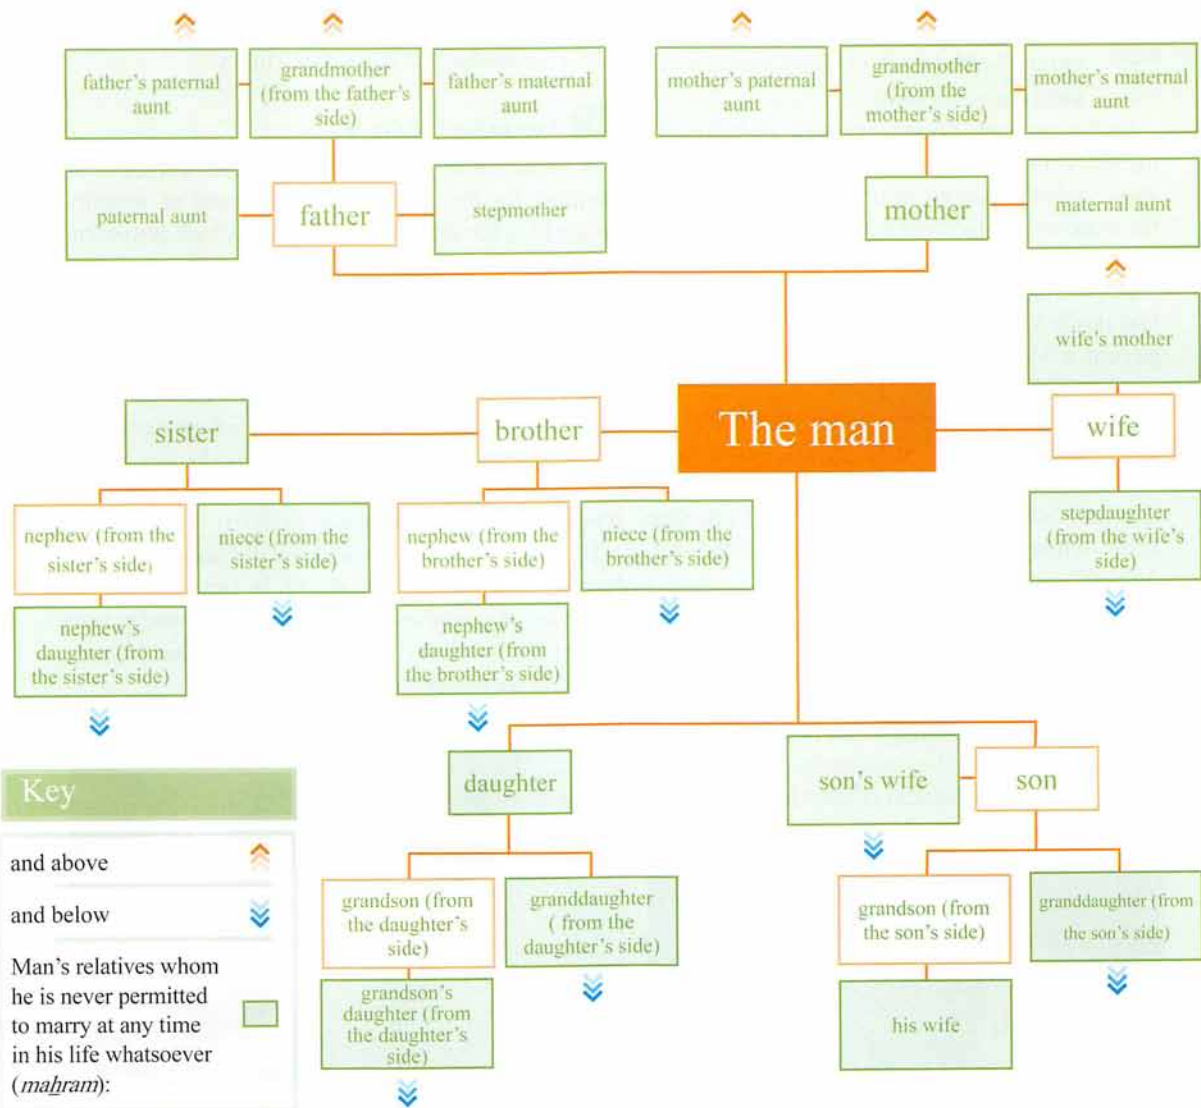 father's paternal
aunt
grandmother
(from the father's
side)
father's maternal
aunt
mother's paternal
aunt
grandmother
(from the
mother's side)
mother's maternal
aunt
paternal aunt
father
stepmother
mother
maternal aunt
wife's mother
sister
brother
The man
wife
nephew (from the
sister's side)
niece (from the
sister's side)
nephew (from the
brother's side)
niece (from the
brother's side)
stepdaughter
(from the wife's
side)
nephew's
daughter (from
the sister's side)
nephew's
daughter (from
the brother's side)
daughter
son's wife
son
grandson (from
the daughter's
side)
granddaughter
( from the
daughter's side)
grandson (from
the son's side)
granddaughter (from
the son's side)
grandson's
daughter (from
the daughter's
side)
his wife
Key
and above
and below
Man's relatives whom
he is never permitted
to marry at any time
in his life whatsoever
(mahram):